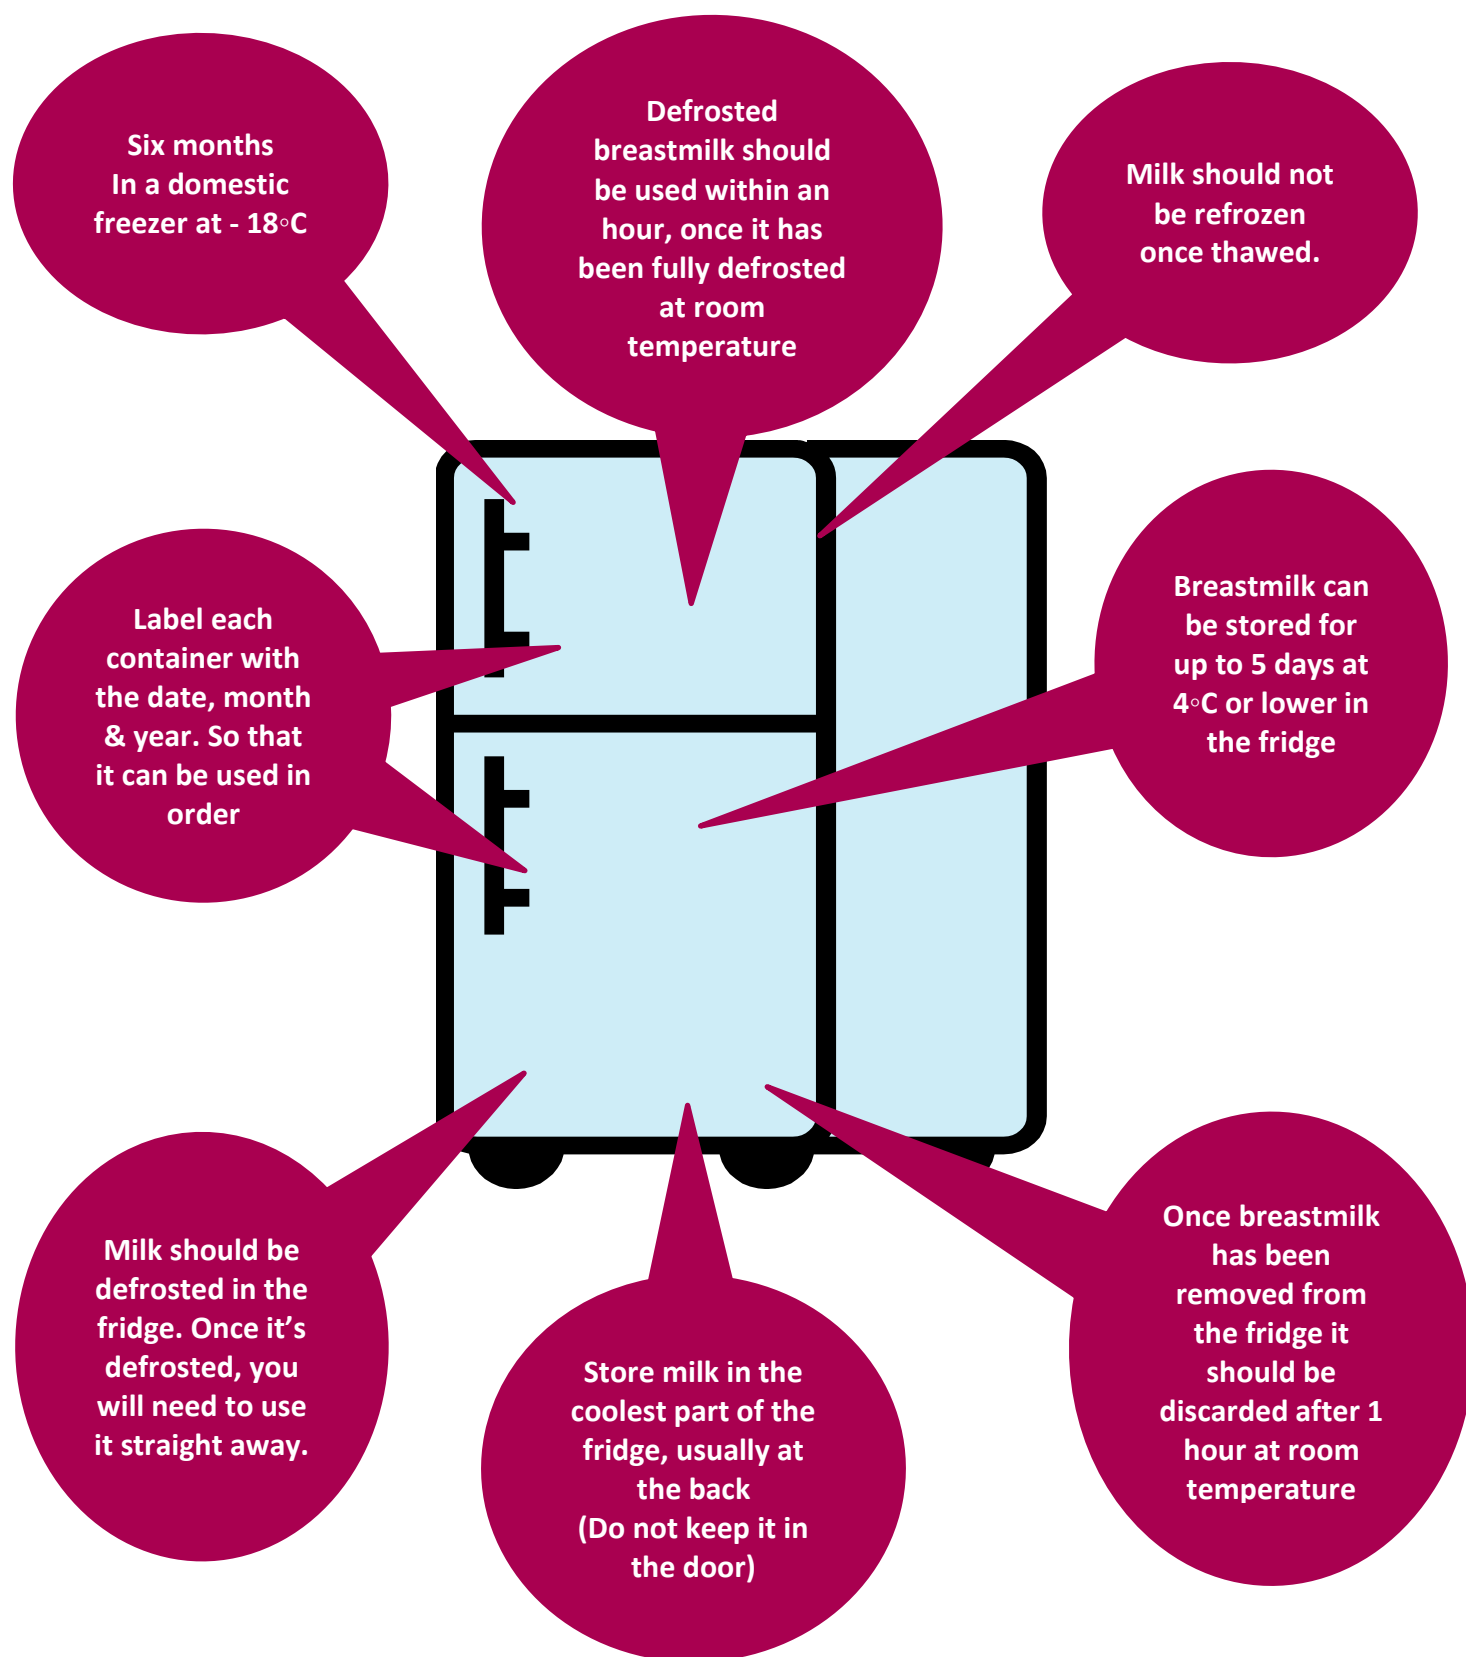 Six months
In a domestic
freezer at - 18◦C
Defrosted
breastmilk should
be used within an
hour, once it has
been fully defrosted
at room
temperature
Milk should not
be refrozen
once thawed.
Label each
container with
the date, month
& year. So that
it can be used in
order
Breastmilk can
be stored for
up to 5 days at
4◦C or lower in
the fridge
Milk should be
defrosted in the
fridge. Once it’s
defrosted, you
will need to use
it straight away.
Store milk in the
coolest part of the
fridge, usually at
the back
(Do not keep it in
the door)
Once breastmilk
has been
removed from
the fridge it
should be
discarded after 1
hour at room
temperature